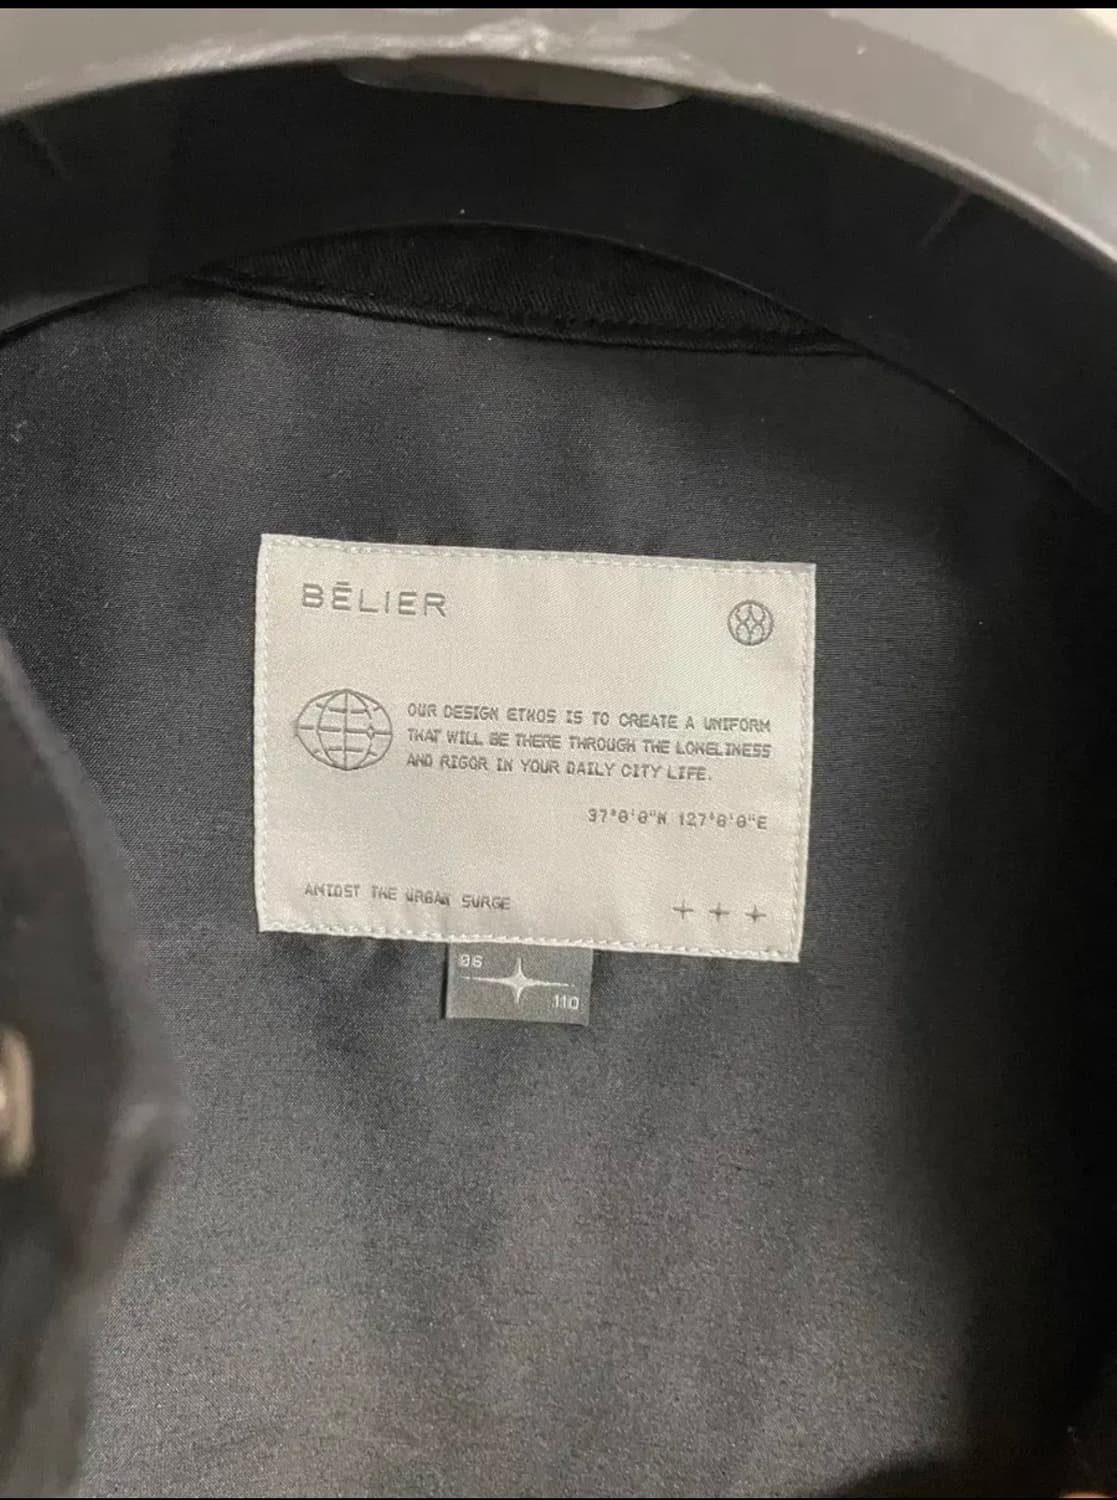 BĒLIER
OUR DESIGN ETHOS IS TO CREATE A UNIFORM
THAT WILL BE THERE THROUGH THE LONELINESS
AND RIGOR IN YOUR DAILY CITY LIFE.
37°0'0"N 127°0'0"E
AMIDST THE URBAN SURGE
06
110